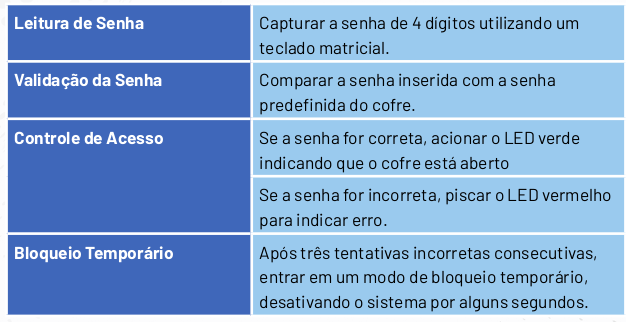 Leitura de Senha
Capturar a senha de 4 dígitos utilizando um
teclado matricial.
Validação da Senha
Comparar a senha inserida com a senha
predefinida do cofre.
Controle de Acesso
Se a senha for correta, acionar o LED verde
indicando que o cofre está aberto
Se a senha for incorreta, piscar o LED vermelho
para indicar erro.
Bloqueio Temporário
Após três tentativas incorretas consecutivas,
entrar em um modo de bloqueio temporário,
desativando o sistema por alguns segundos.